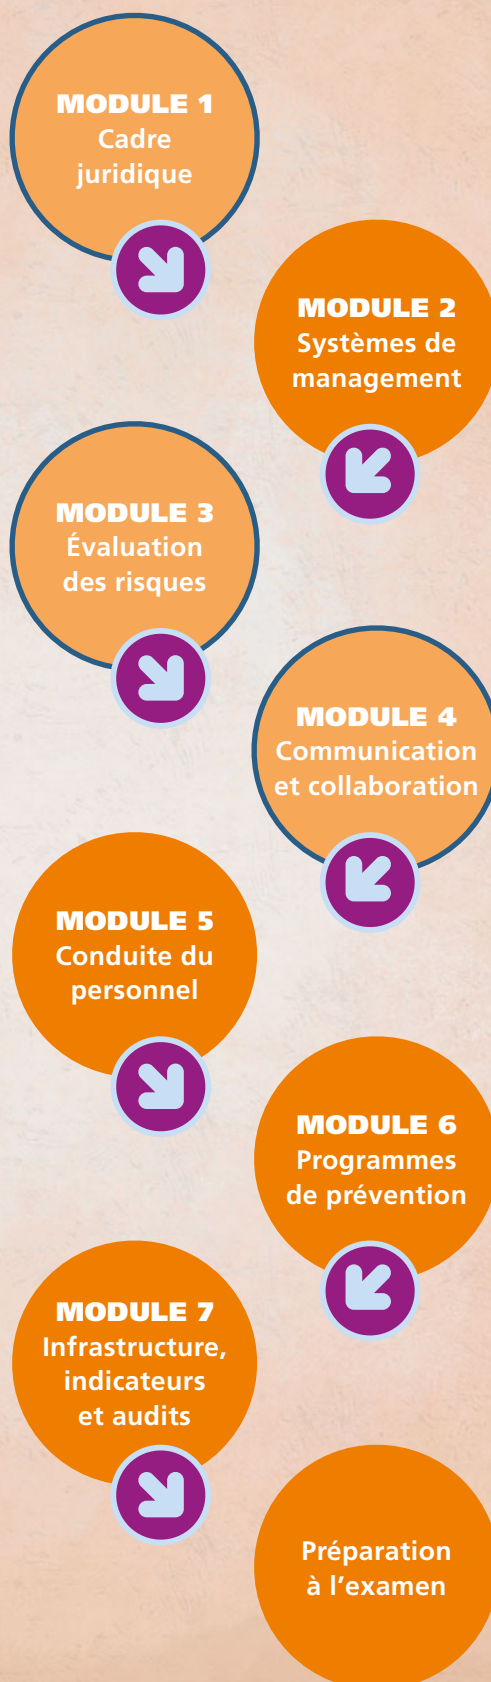 MODULE 1
Cadre
juridique
MODULE 2
Systèmes de
management
MODULE 3
Évaluation
des risques
MODULE 4
Communication
et collaboration
MODULE 5
Conduite du
personnel
MODULE 6
Programmes
de prévention
MODULE 7
Infrastructure,
indicateurs
et audits
Préparation
à l’examen